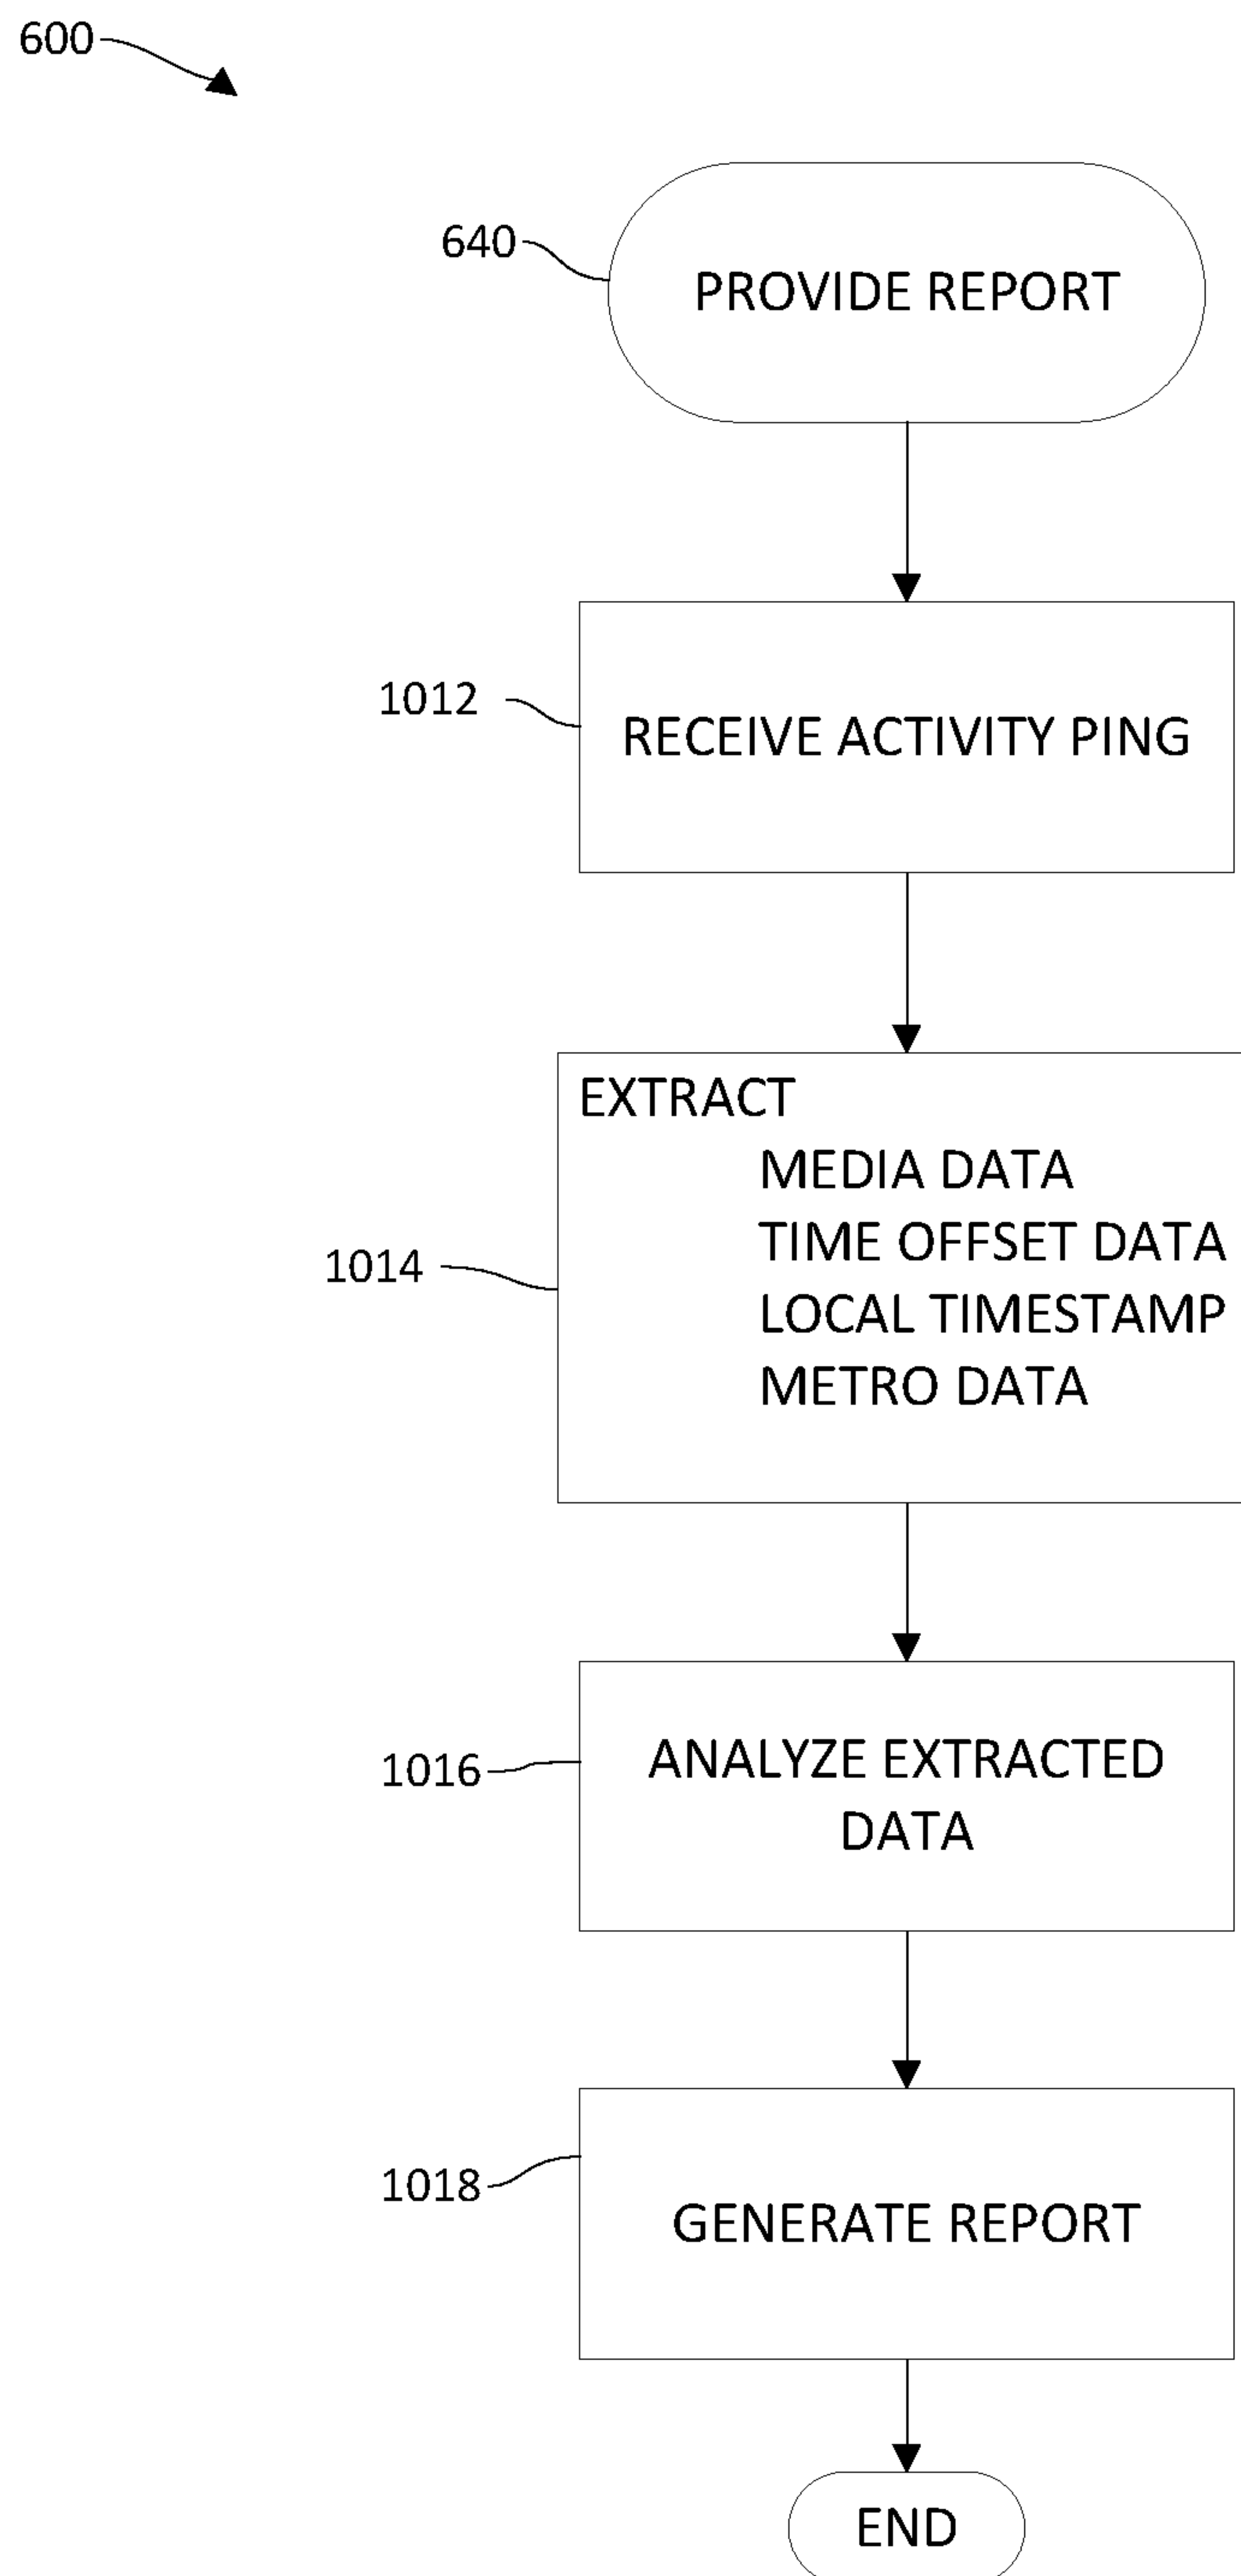 600
640
PROVIDE REPORT
1012
RECEIVE ACTIVITY PING
EXTRACT
MEDIA DATA
TIME OFFSET DATA
1014
LOCAL TIMESTAMP
METRO DATA
1016
ANALYZE EXTRACTED
DATA
1018
GENERATE REPORT
END